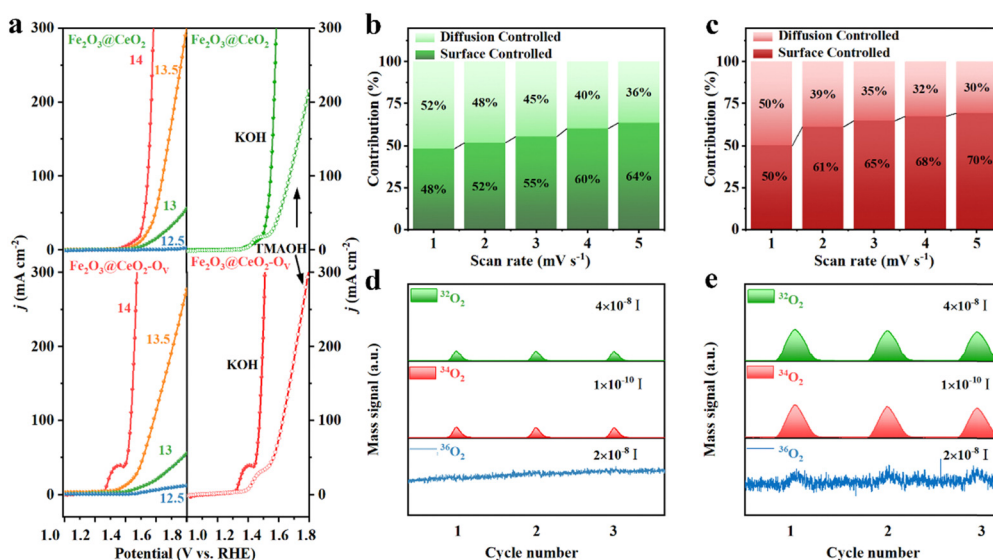 a
Fe₂O₃@CeO₂
14
13.5
13
12.5
Fe₂O₃@CeO₂
KOH
TMAOH
Fe₂O₃@CeO₂-Oᵥ
14
13.5
13
12.5
Fe₂O₃@CeO₂-Oᵥ
KOH
300
200
100
0
300
200
100
0
300
200
100
0
300
200
100
0
j (mA cm⁻²)
j (mA cm⁻²)
j (mA cm⁻²)
j (mA cm⁻²)
1.0 1.2 1.4 1.6 1.8 1.0 1.2 1.4 1.6 1.8
Potential (V vs. RHE)
b
Diffusion Controlled
Surface Controlled
Contribution (%)
100
75
50
25
0
52% 48% 45% 40% 36%
48% 52% 55% 60% 64%
1 2 3 4 5
Scan rate (mV s⁻¹)
c
Diffusion Controlled
Surface Controlled
Contribution (%)
100
75
50
25
0
50% 39% 35% 32% 30%
50% 61% 65% 68% 70%
1 2 3 4 5
Scan rate (mV s⁻¹)
d
Mass signal (a.u.)
³²O₂
4×10⁻⁸ I
³⁴O₂
1×10⁻¹⁰ I
³⁶O₂
2×10⁻⁸ I
1 2 3
Cycle number
e
Mass signal (a.u.)
³²O₂
4×10⁻⁸ I
³⁴O₂
1×10⁻¹⁰ I
³⁶O₂
2×10⁻⁸ I
1 2 3
Cycle number